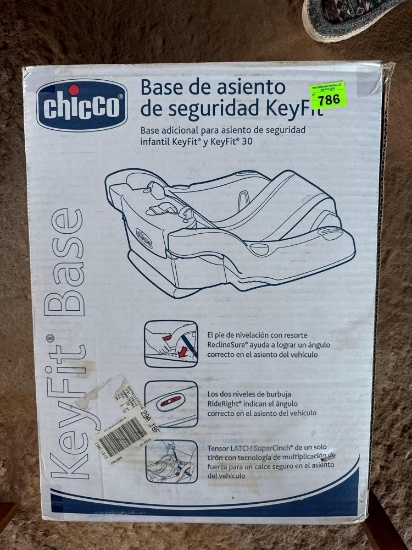 chicco
Base de asiento
de seguridad KeyFit
786
Base adicional para asiento de seguridad
infantil KeyFit® y KeyFit® 30
chicco
KeyFit® Base
El pie de nivelación con resorte
ReclineSure® ayuda a lograr un ángulo
correcto en el asiento del vehículo
Los dos niveles de burbuja
RideRight® indican el ángulo
correcto en el asiento del vehículo
Tensor LATCH SuperCinch® de un solo
tirón con tecnología de multiplicación de
fuerza para un calce seguro en el asiento
del vehículo